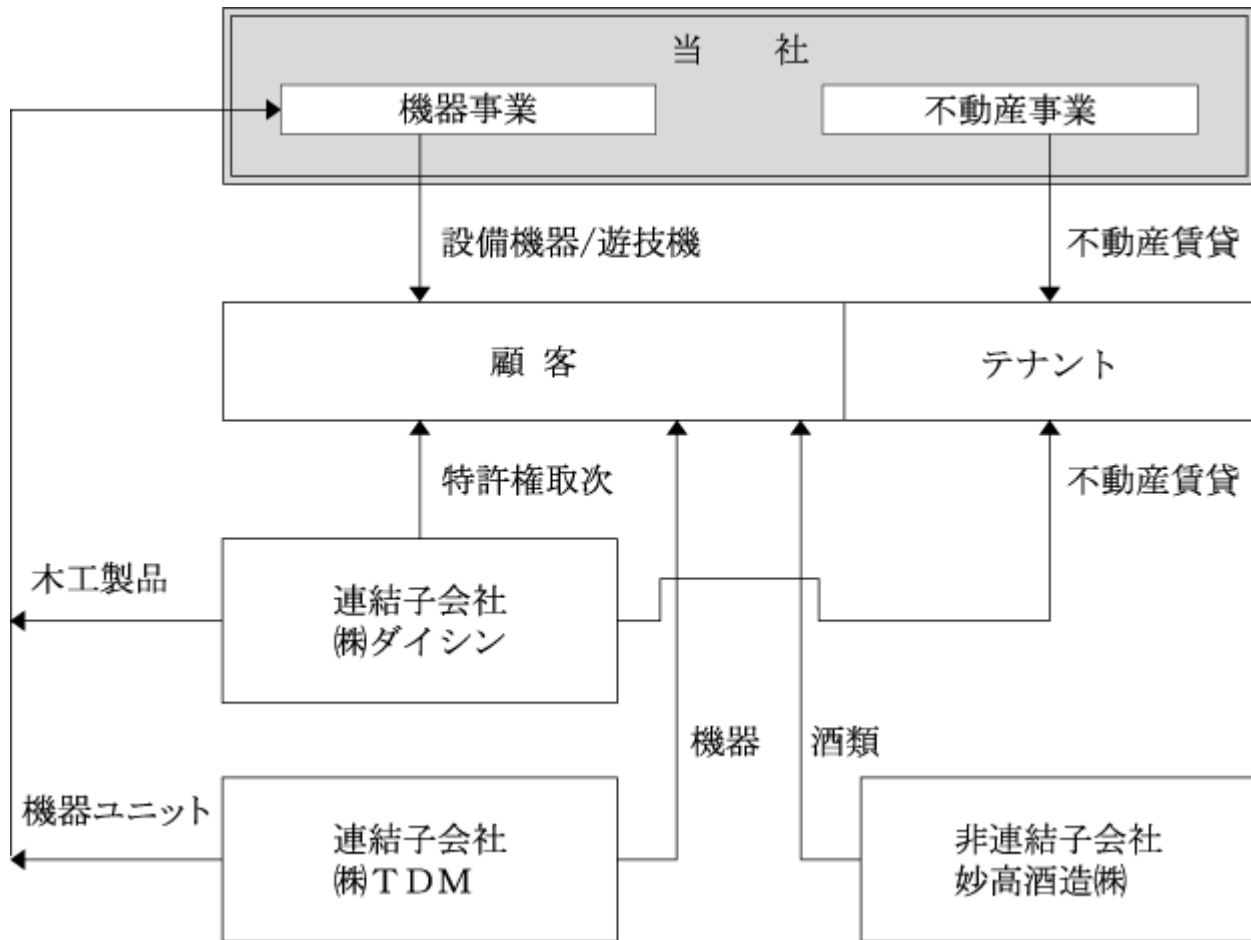 当　　社
機器事業
不動産事業
設備機器/遊技機
不動産賃貸
顧 客
テナント
特許権取次
不動産賃貸
木工製品
連結子会社
㈱ダイシン
機器
酒類
機器ユニット
連結子会社
㈱ＴＤＭ
非連結子会社
妙高酒造㈱